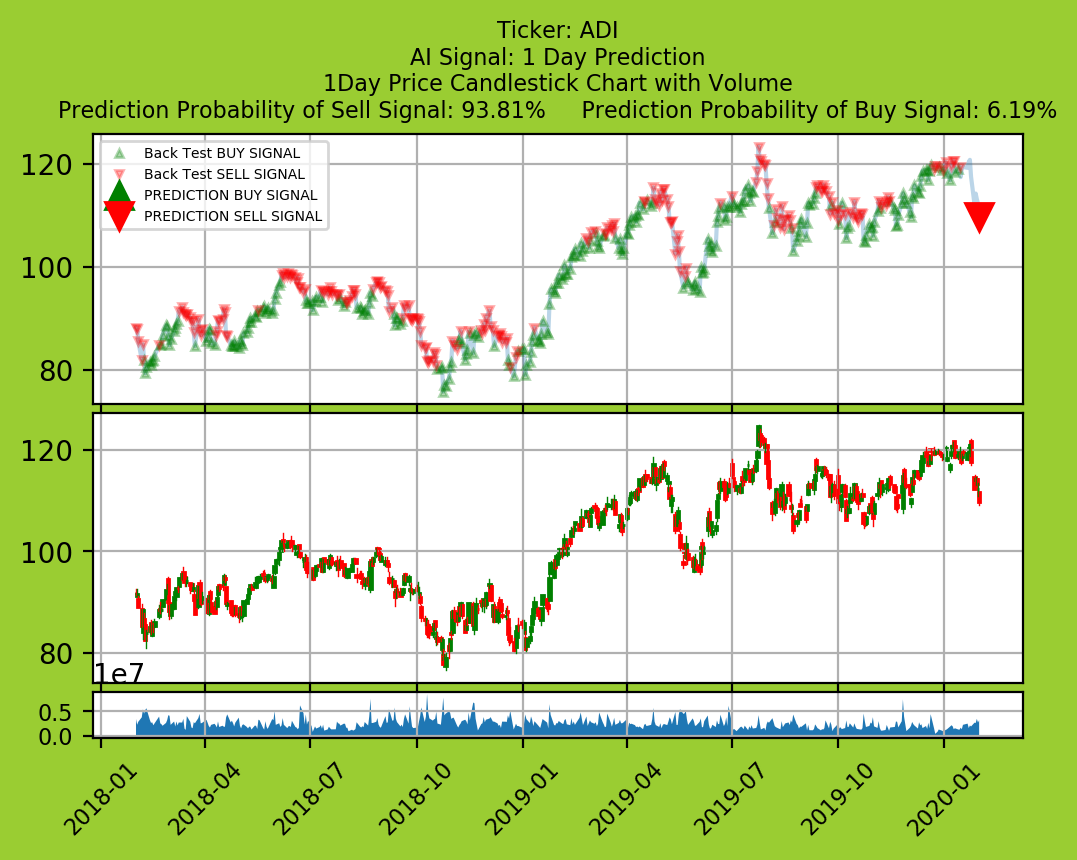 Ticker: ADI
AI Signal: 1 Day Prediction
1Day Price Candlestick Chart with Volume
Prediction Probability of Sell Signal: 93.81%     Prediction Probability of Buy Signal: 6.19%
Back Test BUY SIGNAL
Back Test SELL SIGNAL
PREDICTION BUY SIGNAL
PREDICTION SELL SIGNAL
120
100
80
120
100
80
1e7
0.5
0.0
2018-01
2018-04
2018-07
2018-10
2019-01
2019-04
2019-07
2019-10
2020-01